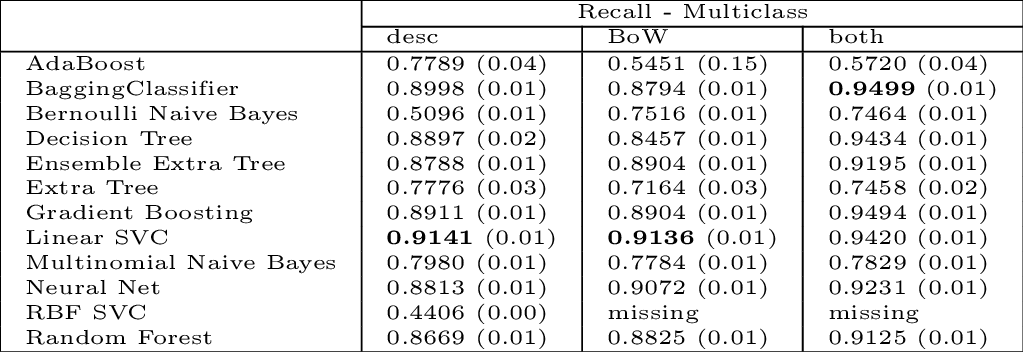 Recall - Multiclass
desc BoW both
AdaBoost 0.7789 (0.04) 0.5451 (0.15) 0.5720 (0.04)
BaggingClassifier 0.8998 (0.01) 0.8794 (0.01) 0.9499 (0.01)
Bernoulli Naive Bayes 0.5096 (0.01) 0.7516 (0.01) 0.7464 (0.01)
Decision Tree 0.8897 (0.02) 0.8457 (0.01) 0.9434 (0.01)
Ensemble Extra Tree 0.8788 (0.01) 0.8904 (0.01) 0.9195 (0.01)
Extra Tree 0.7776 (0.03) 0.7164 (0.03) 0.7458 (0.02)
Gradient Boosting 0.8911 (0.01) 0.8904 (0.01) 0.9494 (0.01)
Linear SVC 0.9141 (0.01) 0.9136 (0.01) 0.9420 (0.01)
Multinomial Naive Bayes 0.7980 (0.01) 0.7784 (0.01) 0.7829 (0.01)
Neural Net 0.8813 (0.01) 0.9072 (0.01) 0.9231 (0.01)
RBF SVC 0.4406 (0.00) missing missing
Random Forest 0.8669 (0.01) 0.8825 (0.01) 0.9125 (0.01)